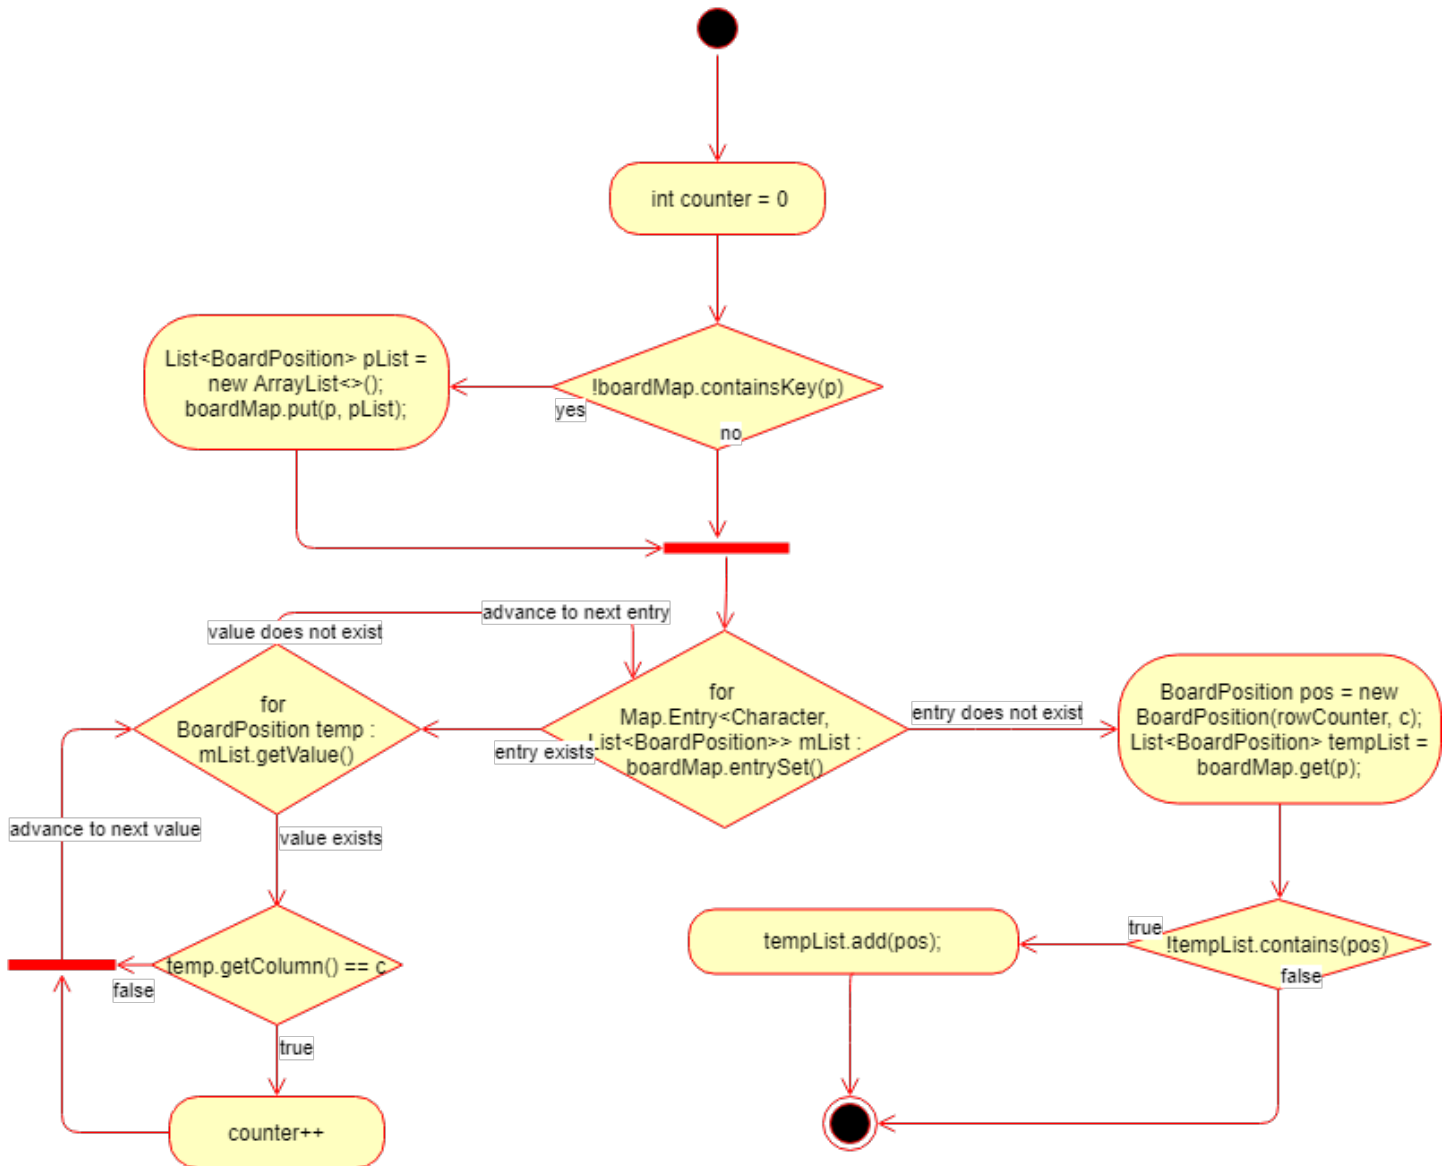 int counter = 0
!boardMap.containsKey(p)
yes
no
List<BoardPosition> pList =
new ArrayList<>();
boardMap.put(p, pList);
advance to next entry
value does not exist
for
BoardPosition temp :
mList.getValue()
for
Map.Entry<Character,
List<BoardPosition>> mList :
boardMap.entrySet()
entry exists
entry does not exist
BoardPosition pos = new
BoardPosition(rowCounter, c);
List<BoardPosition> tempList =
boardMap.get(p);
advance to next value
value exists
temp.getColumn() == c
false
true
counter++
!tempList.contains(pos)
true
false
tempList.add(pos);